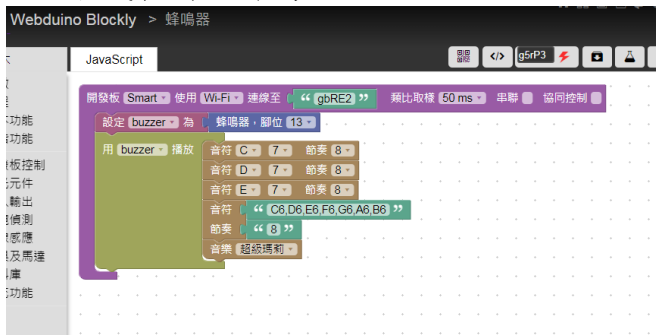 Webduino Blockly > 蜂鳴器
JavaScript
</>
g5rP3
開發板 Smart 使用 Wi-Fi 連線至 “ gbRE2 ” 類比取樣 50 ms 串聯 協同控制
設定 buzzer 為 蜂鳴器，腳位 13
用 buzzer 播放 音符 C 7 節奏 8
音符 D 7 節奏 8
音符 E 7 節奏 8
音符 “ C6,D6,E6,F6,G6,A6,B6 ”
節奏 “ 8 ”
音樂 超級瑪莉
功能
功能
板控制
元件
輸出
偵測
感應
及馬達
庫
功能